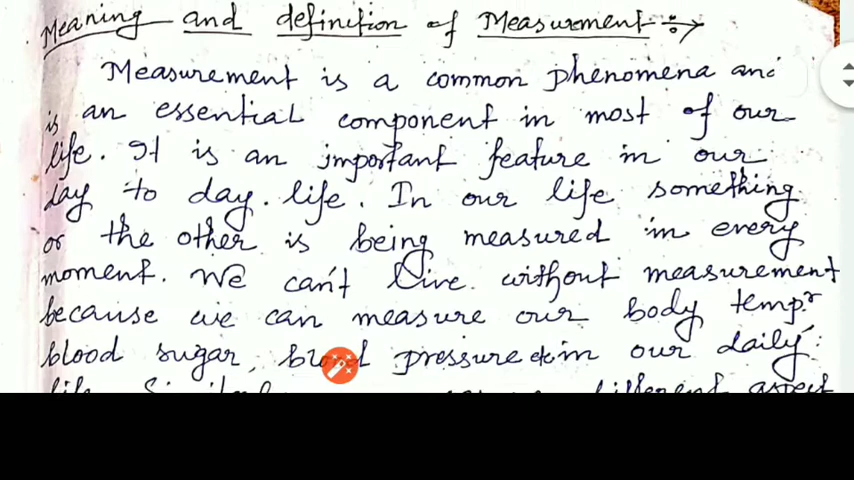 Meaning and definition of Measurement
Measurement is a common phenomena
is an essential component in most of our
life. It is an important feature in our
day to day. life. In our life something
or the other is being measured in every
moment. We can't live without measurement
because we can measure our body temp.r
blood sugar, pressure in our daily
different aspect